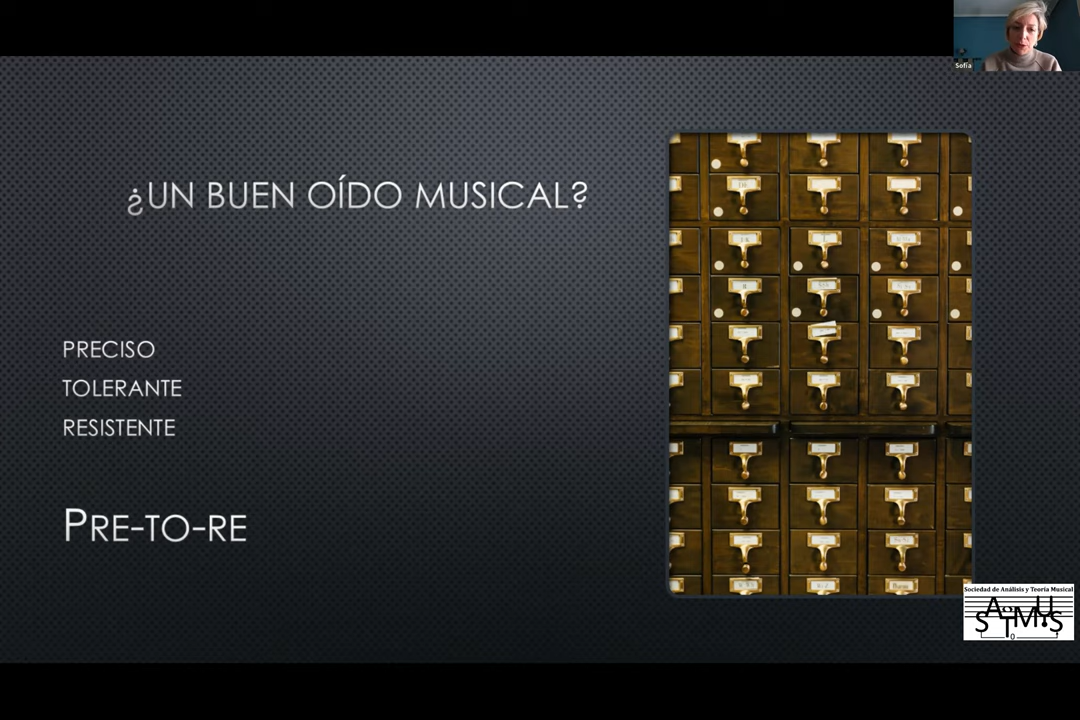 Sofía
¿UN BUEN OÍDO MUSICAL?
PRECISO
TOLERANTE
RESISTENTE
PRE-TO-RE
Sociedad de Análisis y Teoría Musical
SATMUS